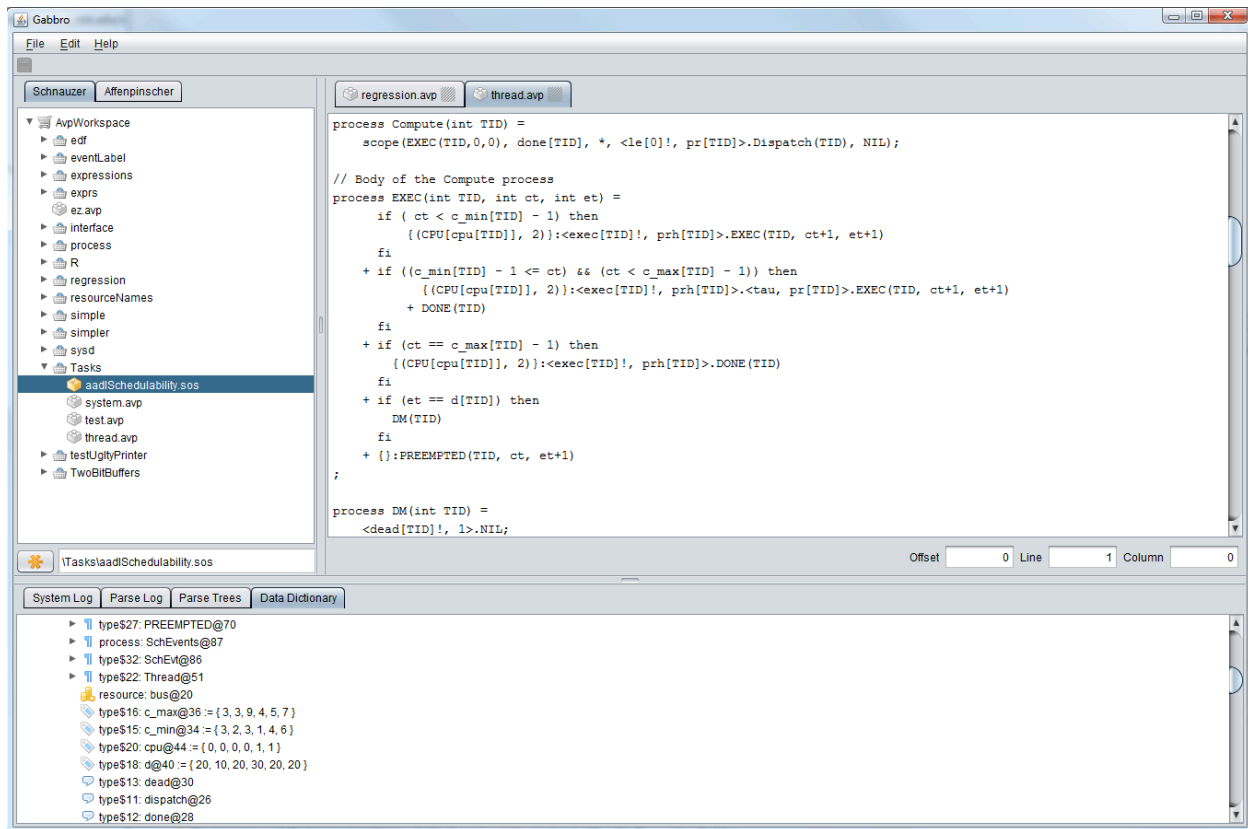 Gabbro
File Edit Help
Schnauzer Affenpinscher
AvpWorkspace
edf
eventLabel
expressions
exprs
ez.avp
interface
process
R
regression
resourceNames
simple
simpler
sysd
Tasks
aadlSchedulability.sos
system.avp
test.avp
thread.avp
testUgltyPrinter
TwoBitBuffers
\Tasks\aadlSchedulability.sos
regression.avp thread.avp
process Compute(int TID) =
scope(EXEC(TID,0,0), done[TID], *, <le[0]!, pr[TID]>.Dispatch(TID), NIL);
// Body of the Compute process
process EXEC(int TID, int ct, int et) =
if ( ct < c_min[TID] - 1) then
{(CPU[cpu[TID]], 2)}:<exec[TID]!, prh[TID]>.EXEC(TID, ct+1, et+1)
fi
+ if ((c_min[TID] - 1 <= ct) && (ct < c_max[TID] - 1)) then
{(CPU[cpu[TID]], 2)}:<exec[TID]!, prh[TID]>.<tau, pr[TID]>.EXEC(TID, ct+1, et+1)
+ DONE(TID)
fi
+ if (ct == c_max[TID] - 1) then
{(CPU[cpu[TID]], 2)}:<exec[TID]!, prh[TID]>.DONE(TID)
fi
+ if (et == d[TID]) then
DM(TID)
fi
+ {}:PREEMPTED(TID, ct, et+1)
;
process DM(int TID) =
<dead[TID]!, 1>.NIL;
Offset 0 Line 1 Column 0
System Log Parse Log Parse Trees Data Dictionary
type$27: PREEMPTED@70
process: SchEvents@87
type$32: SchEvt@86
type$22: Thread@51
resource: bus@20
type$16: c_max@36 := { 3, 3, 9, 4, 5, 7 }
type$15: c_min@34 := { 3, 2, 3, 1, 4, 6 }
type$20: cpu@44 := { 0, 0, 0, 0, 1, 1 }
type$18: d@40 := { 20, 10, 20, 30, 20, 20 }
type$13: dead@30
type$11: dispatch@26
type$12: done@28